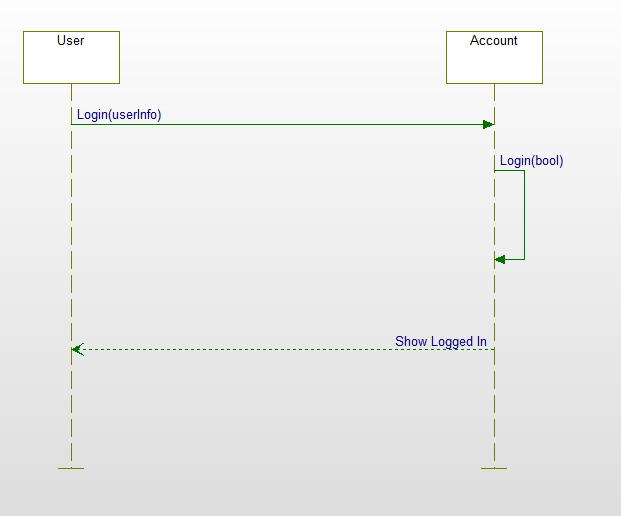 User
Account
Login(userInfo)
Login(bool)
Show Logged In